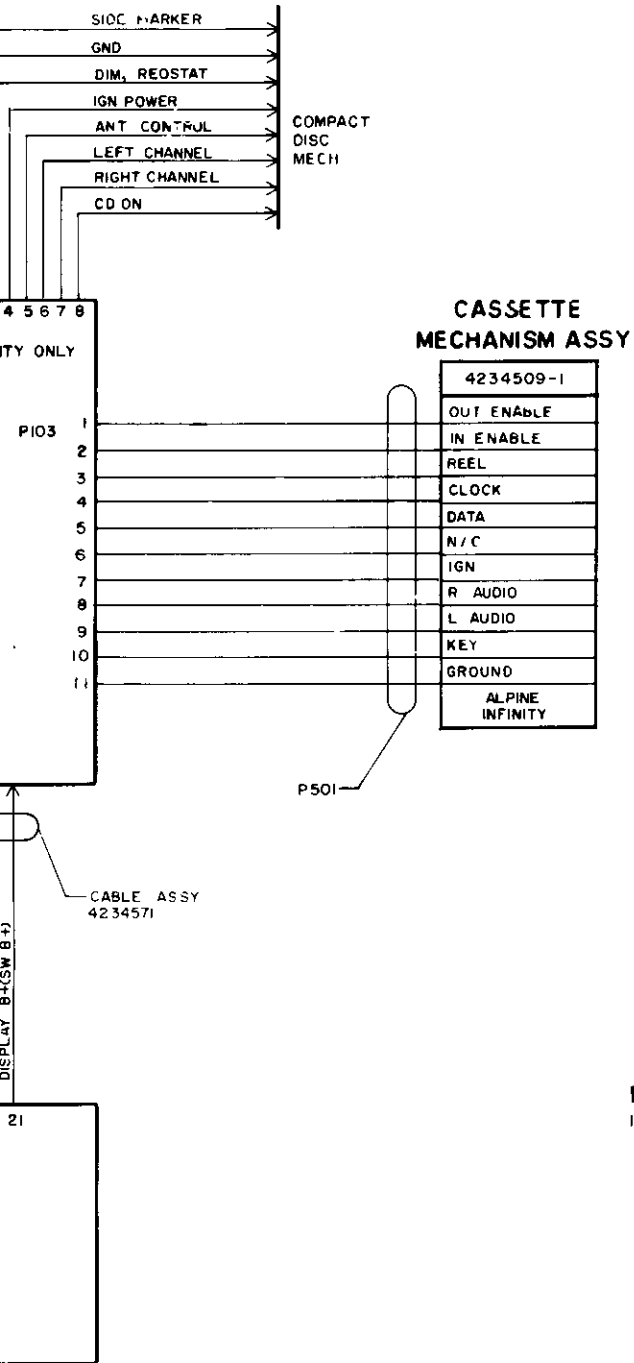 SIDE MARKER
GND
DIM, REOSTAT
IGN POWER
ANT CONTROL
LEFT CHANNEL
RIGHT CHANNEL
CD ON
COMPACT
DISC
MECH
4 5 6 7 8
ITY ONLY
P103
1
2
3
4
5
6
7
8
9
10
11
CASSETTE
MECHANISM ASSY
4234509-1
OUT ENABLE
IN ENABLE
REEL
CLOCK
DATA
N/C
IGN
R AUDIO
L AUDIO
KEY
GROUND
ALPINE
INFINITY
P501
CABLE ASSY
4234571
DISPLAY B+(SW B+)
21